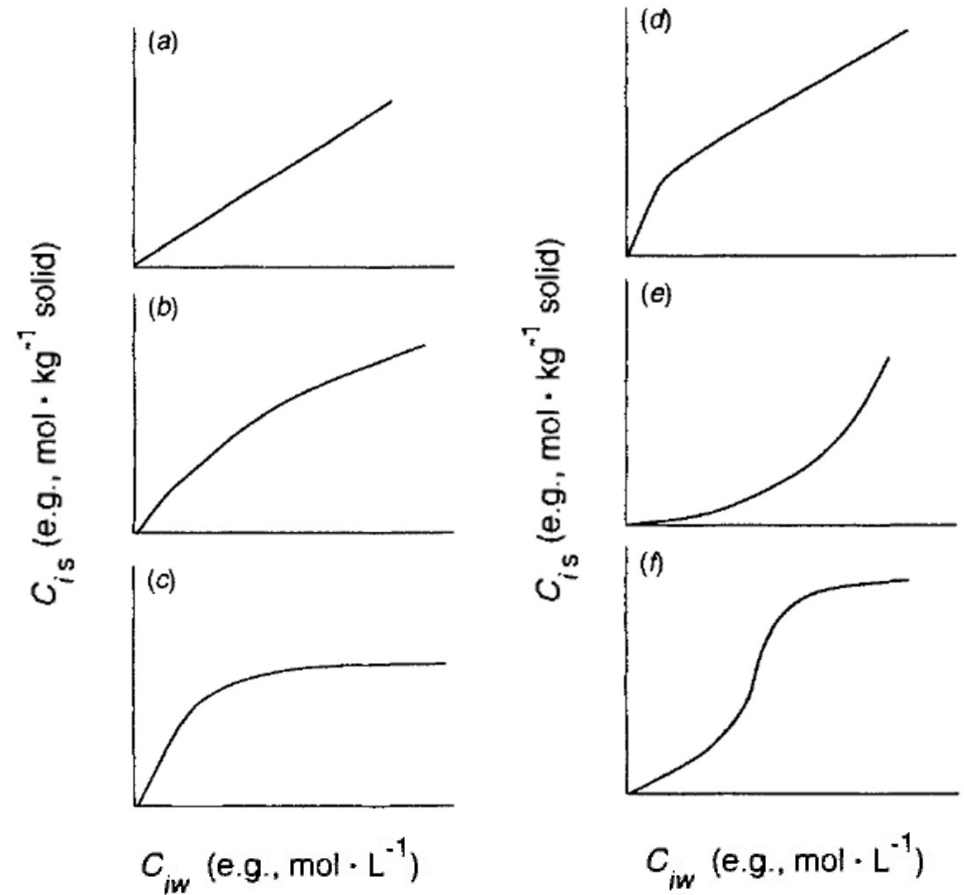 (a)
(b)
(c)
C_is (e.g., mol · kg⁻¹ solid)
C_iw (e.g., mol · L⁻¹)
(d)
(e)
(f)
C_is (e.g., mol · kg⁻¹ solid)
C_iw (e.g., mol · L⁻¹)